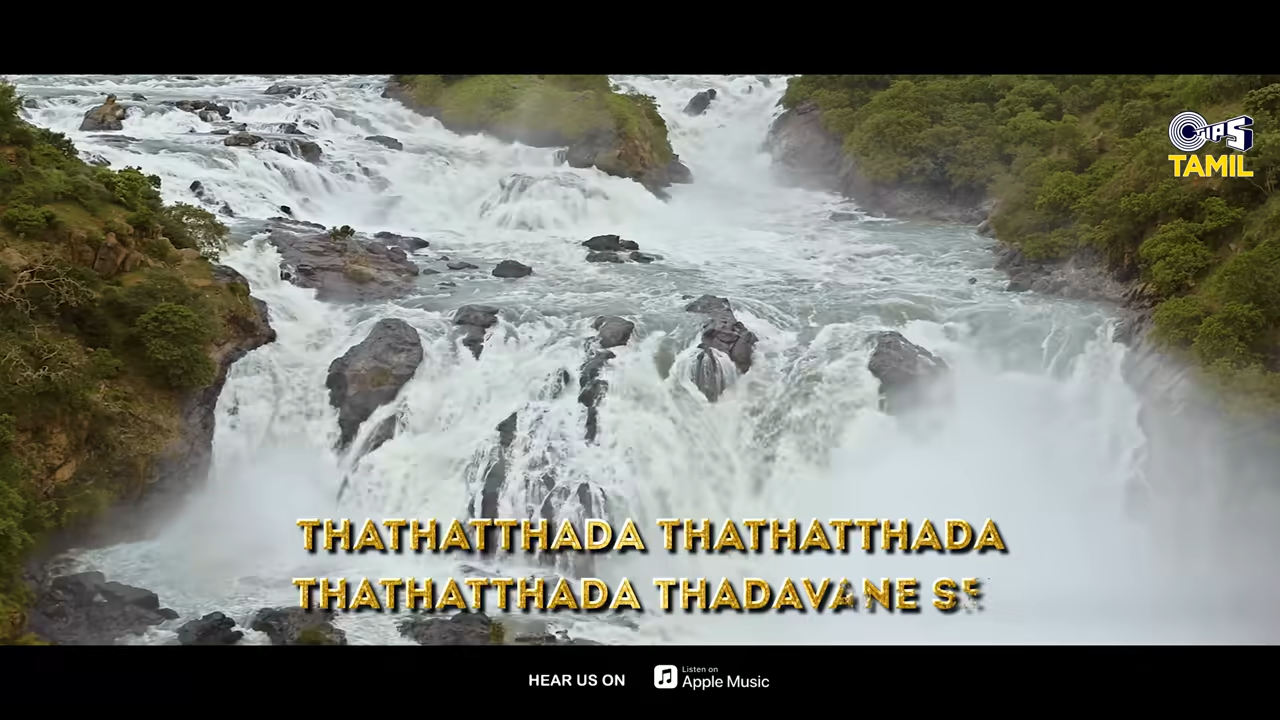 TIPS
TAMIL
THATHATTHADA THATHATTHADA
THATHATTHADA THADAVANE
HEAR US ON
Listen on
Apple Music